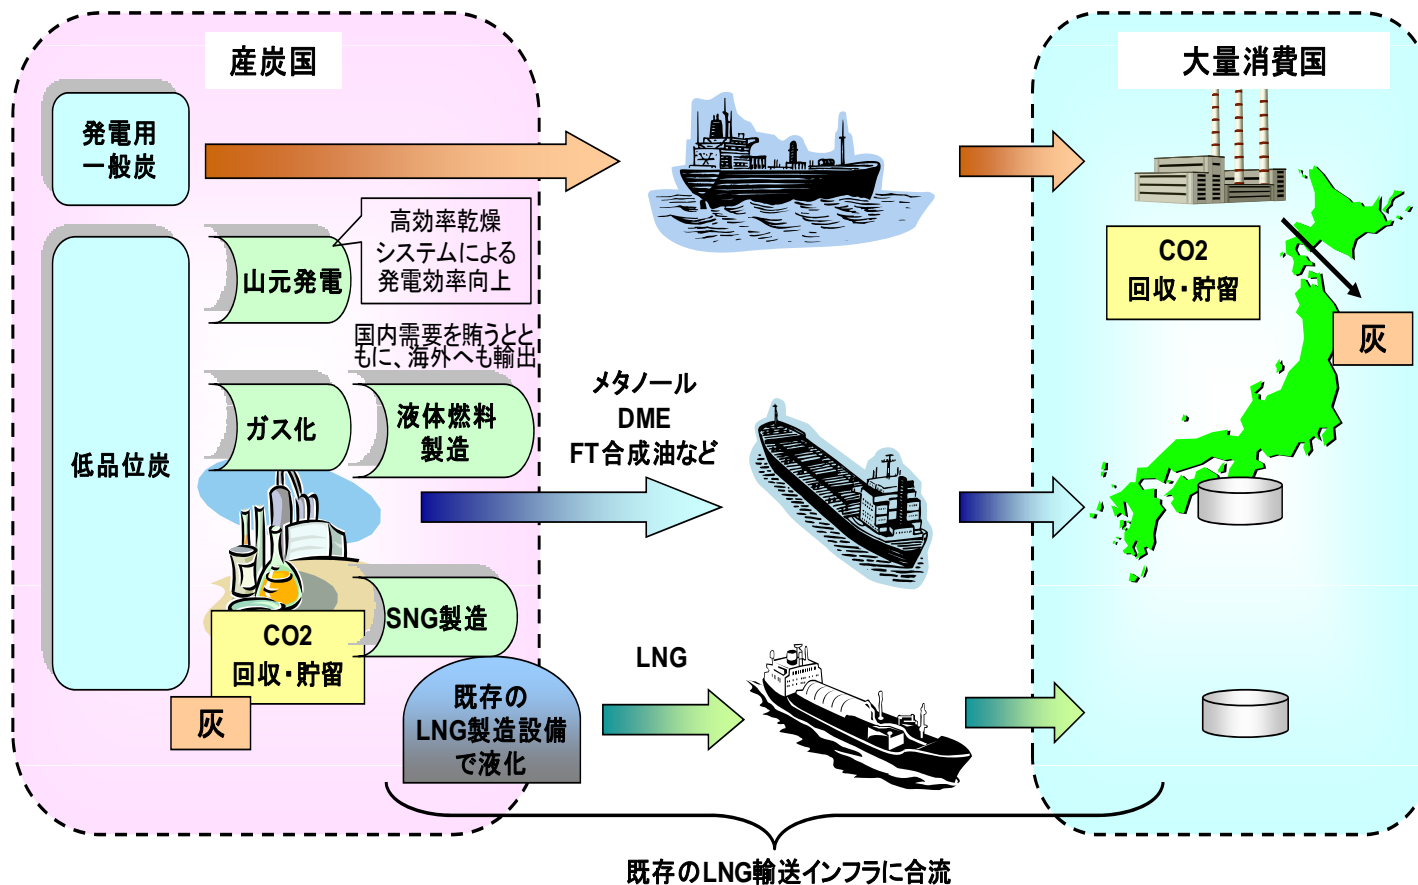 産炭国
大量消費国
発電用
一般炭
高効率乾燥
システムによる
発電効率向上
山元発電
国内需要を賄うとと
もに、海外へも輸出
CO2
回収・貯留
灰
低品位炭
ガス化
液体燃料
製造
メタノール
DME
FT合成油など
SNG製造
CO2
回収・貯留
灰
既存の
LNG製造設備
で液化
LNG
既存のLNG輸送インフラに合流